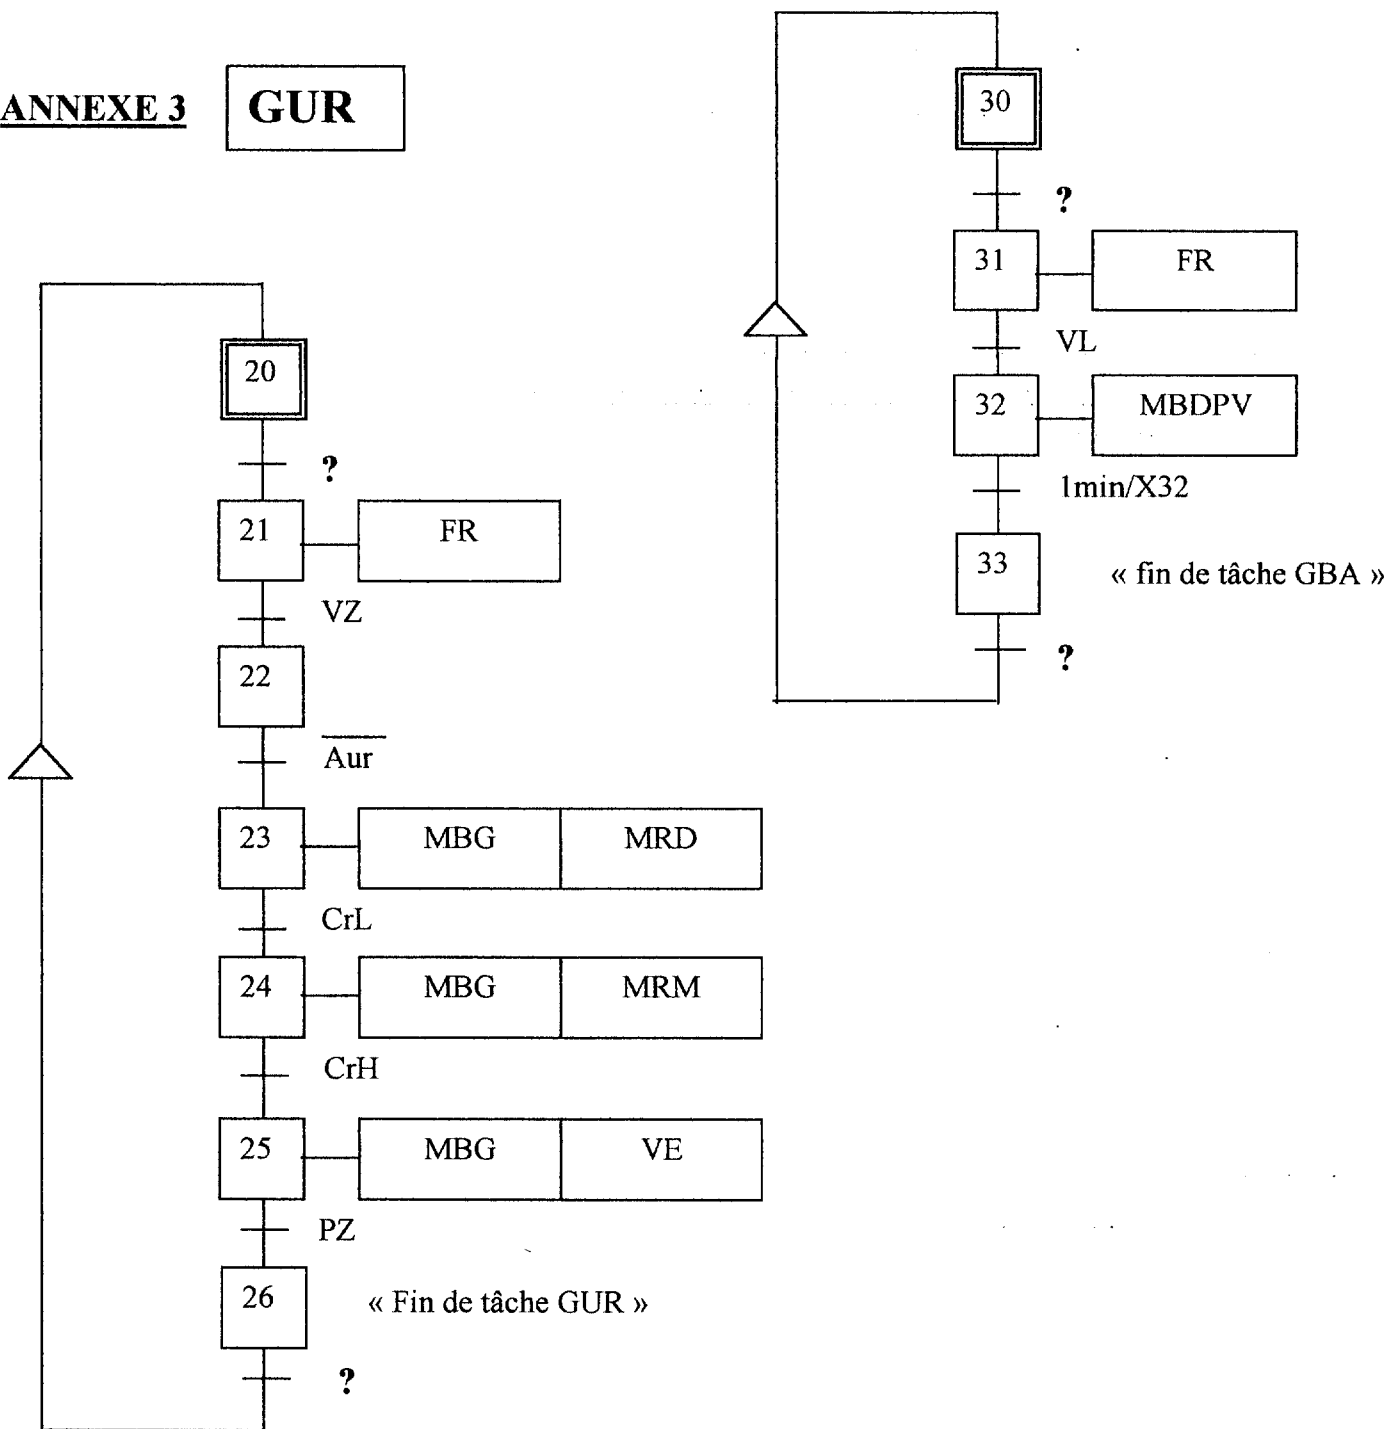 ANNEXE 3
GUR
20
?
21
FR
VZ
22
Aur
23
MBG
MRD
CrL
24
MBG
MRM
CrH
25
MBG
VE
PZ
26
« Fin de tâche GUR »
?
30
?
31
FR
VL
32
MBDPV
1min/X32
33
« fin de tâche GBA »
?